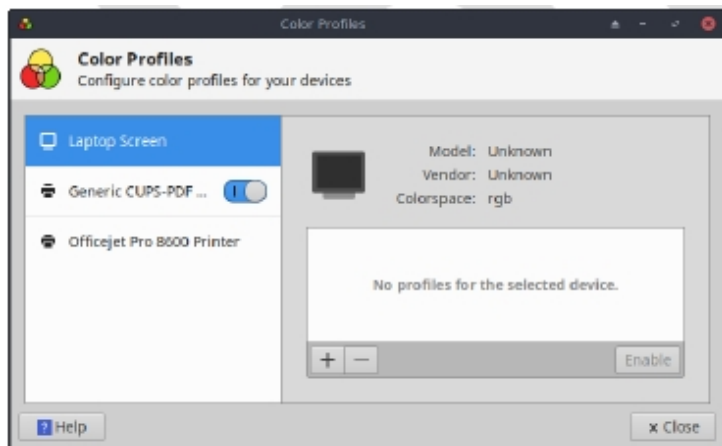 Color Profiles
Color Profiles
Configure color profiles for your devices
Laptop Screen
Generic CUPS-PDF ...
Officejet Pro 8600 Printer
Model: Unknown
Vendor: Unknown
Colorspace: rgb
No profiles for the selected device.
+ −
Enable
? Help
x Close